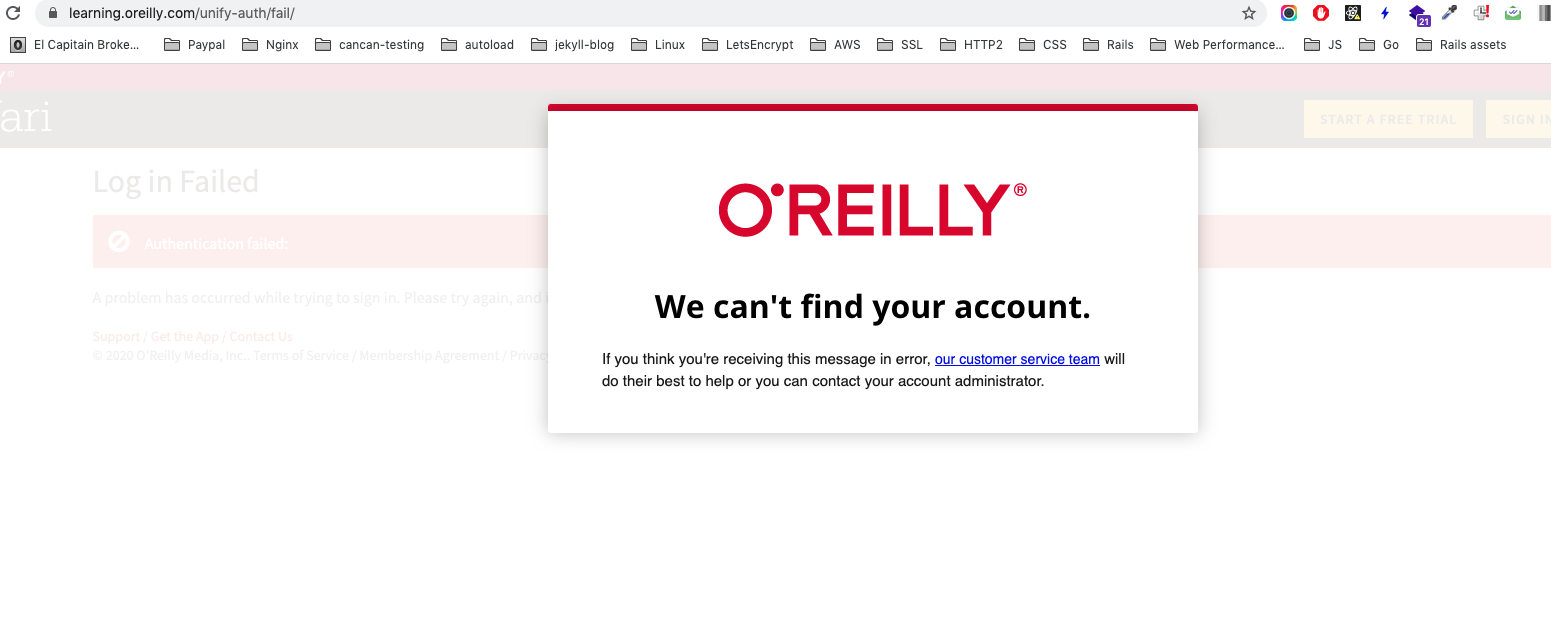 learning.oreilly.com/unify-auth/fail/
21
El Capitain Broke... Paypal Nginx cancan-testing autoload jekyll-blog Linux LetsEncrypt AWS SSL HTTP2 CSS Rails Web Performance... JS Go Rails assets
START A FREE TRIAL
Log in Failed
O'REILLY®
Authentication failed:
We can't find your account.
A problem has occurred while trying to sign in. Please try again, and
Support / Get the App / Contact Us
© 2020 O'Reilly Media, Inc.. Terms of Service / Membership Agreement / Privacy
If you think you're receiving this message in error, our customer service team will
do their best to help or you can contact your account administrator.